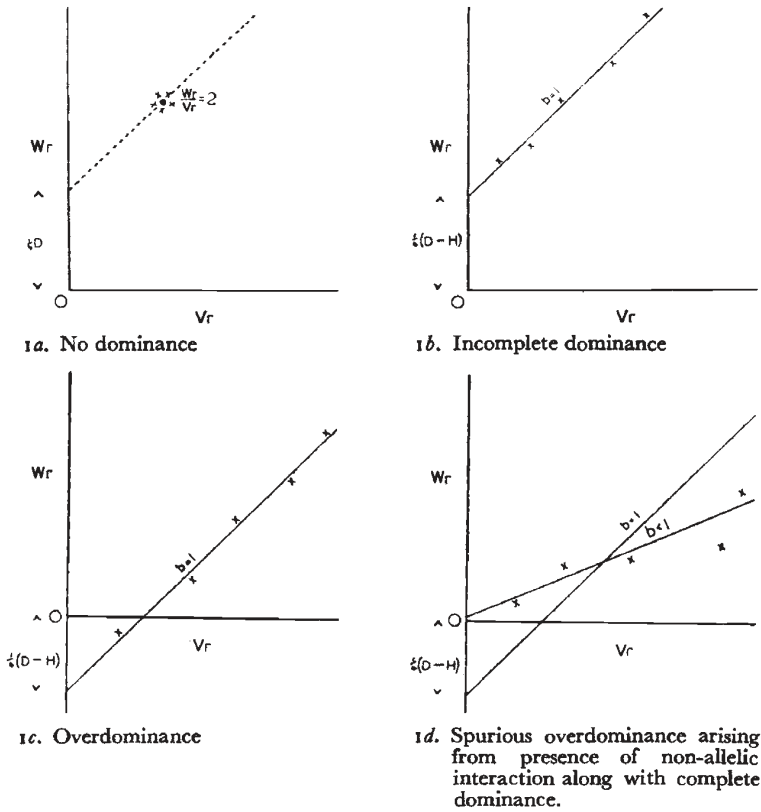 Wr
Wr/Vr=2
¼D
O
Vr
1a. No dominance
Wr
b=1
¼(D-H)
O
Vr
1b. Incomplete dominance
Wr
b=1
O
Vr
¼(D-H)
1c. Overdominance
Wr
b=1
b<1
O
Vr
¼(D-H)
1d. Spurious overdominance arising
from presence of non-allelic
interaction along with complete
dominance.